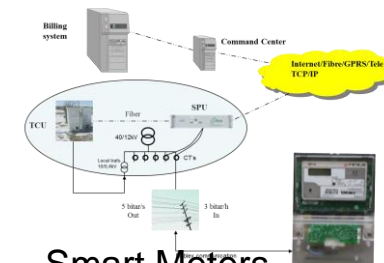 Billing
system
Command Center
Internet/Fibre/GPRS/Tele
TCP/IP
Fiber
SPU
TCU
40/12kV
CT's
5 bitar/s
Out
3 bitar/h
In
communication
Smart Meters